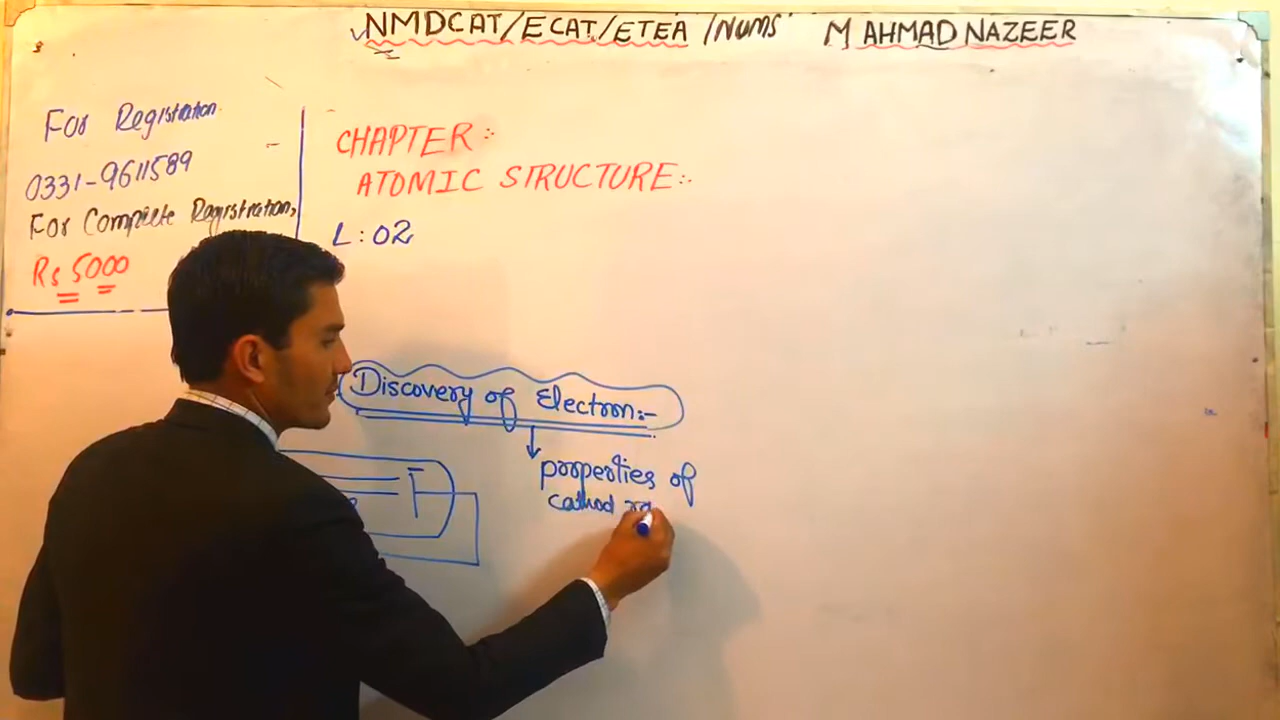 NMDCAT/ECAT/ETEA /NUMS M AHMAD NAZEER
For Registration
0331-9611589
For Complete Registration,
Rs 5000
CHAPTER:-
ATOMIC STRUCTURE:-
L: 02
Discovery of Electron:-
properties of
cathod ra